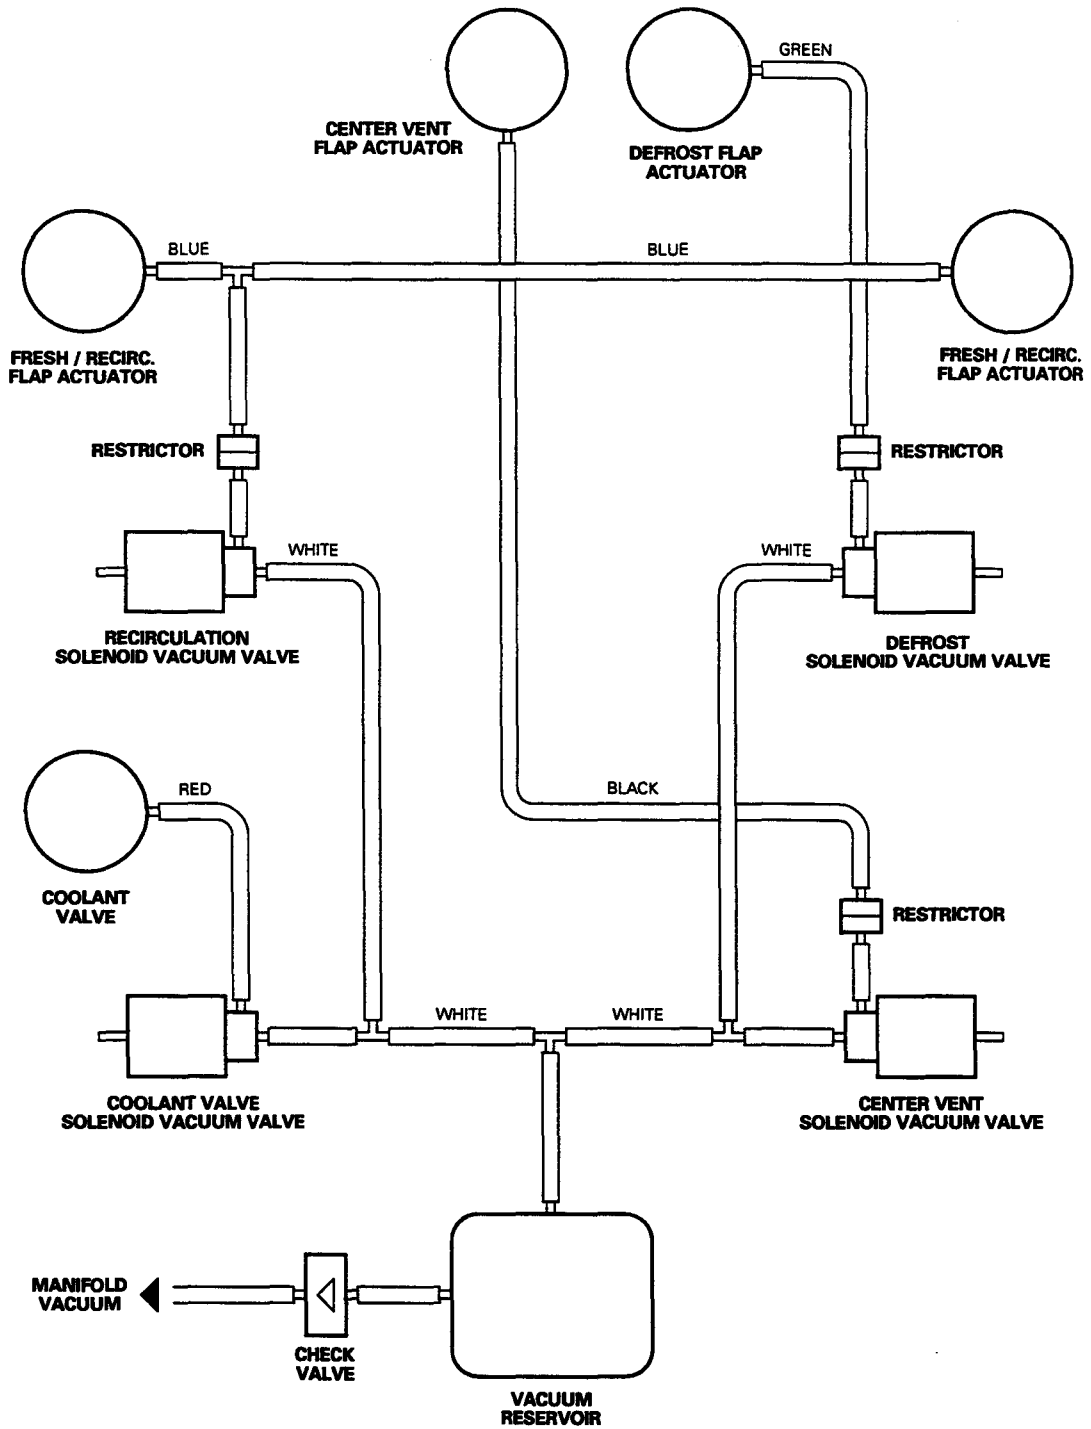 GREEN
CENTER VENT
FLAP ACTUATOR
DEFROST FLAP
ACTUATOR
BLUE
BLUE
FRESH / RECIRC.
FLAP ACTUATOR
FRESH / RECIRC.
FLAP ACTUATOR
RESTRICTOR
RESTRICTOR
WHITE
WHITE
RECIRCULATION
SOLENOID VACUUM VALVE
DEFROST
SOLENOID VACUUM VALVE
RED
BLACK
COOLANT
VALVE
RESTRICTOR
WHITE
WHITE
COOLANT VALVE
SOLENOID VACUUM VALVE
CENTER VENT
SOLENOID VACUUM VALVE
MANIFOLD
VACUUM
CHECK
VALVE
VACUUM
RESERVOIR